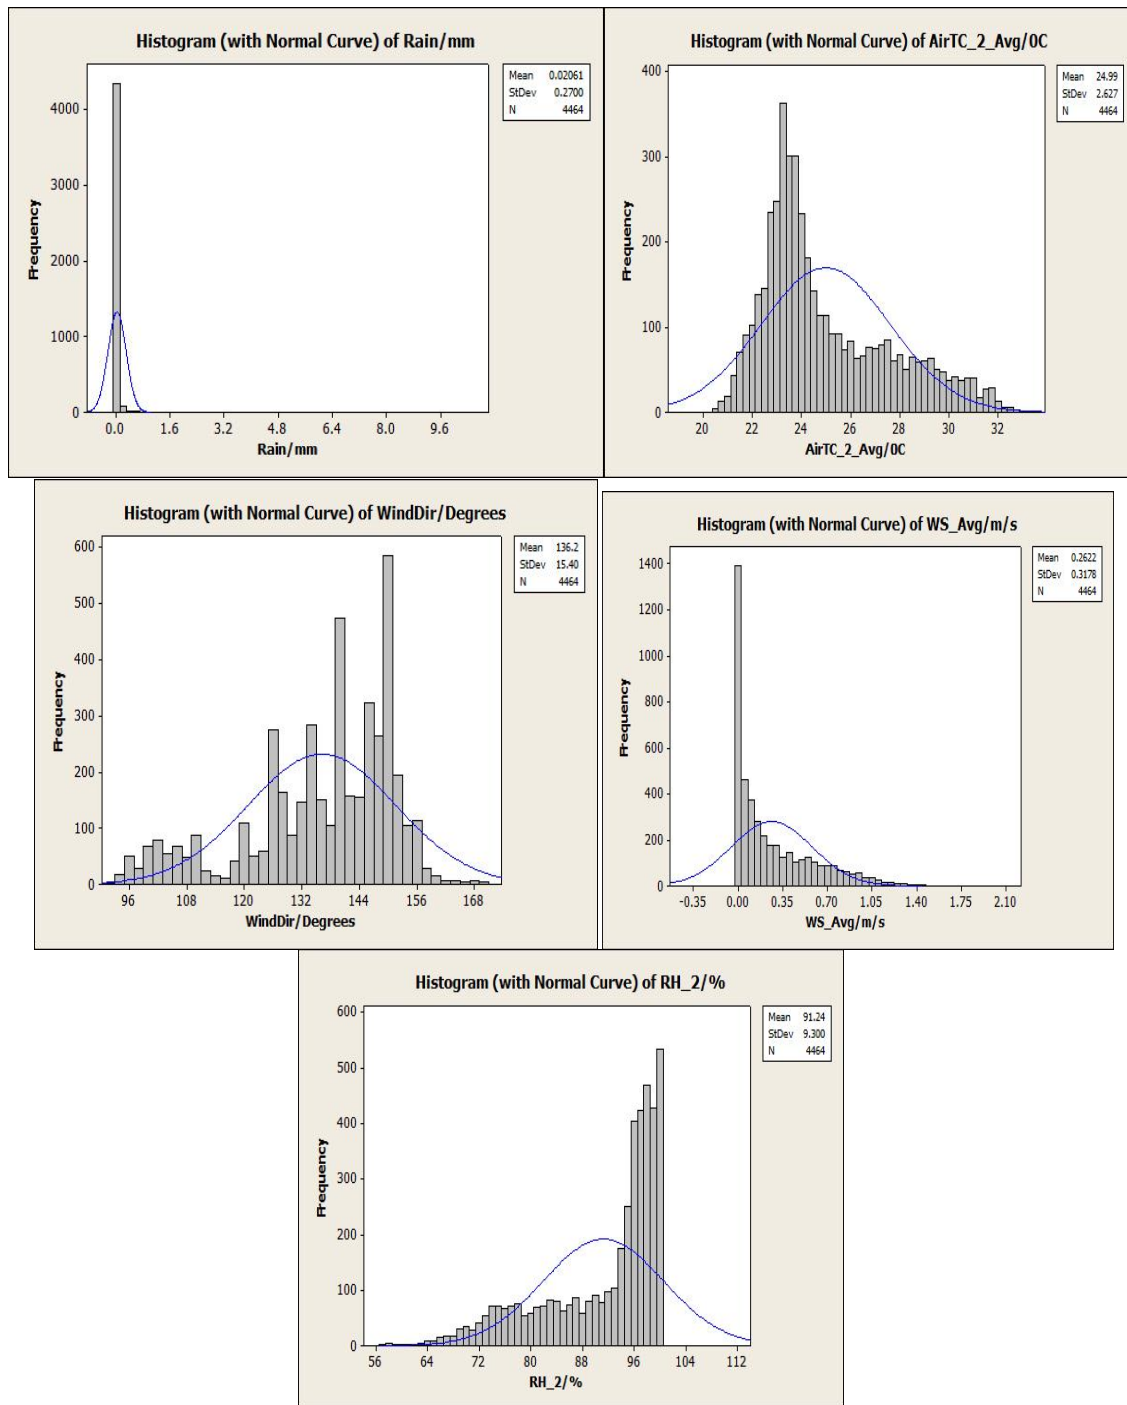 Histogram (with Normal Curve) of Rain/mm
Mean 0.02061
StDev 0.2700
N 4464
4000
3000
2000
1000
0
Frequency
0.0 1.6 3.2 4.8 6.4 8.0 9.6
Rain/mm
Histogram (with Normal Curve) of AirTC_2_Avg/0C
Mean 24.99
StDev 2.627
N 4464
400
300
200
100
0
Frequency
20 22 24 26 28 30 32
AirTC_2_Avg/0C
Histogram (with Normal Curve) of WindDir/Degrees
Mean 136.2
StDev 15.40
N 4464
600
500
400
300
200
100
0
Frequency
96 108 120 132 144 156 168
WindDir/Degrees
Histogram (with Normal Curve) of WS_Avg/m/s
Mean 0.2622
StDev 0.3178
N 4464
1400
1200
1000
800
600
400
200
0
Frequency
-0.35 0.00 0.35 0.70 1.05 1.40 1.75 2.10
WS_Avg/m/s
Histogram (with Normal Curve) of RH_2/%
Mean 91.24
StDev 9.300
N 4464
600
500
400
300
200
100
0
Frequency
56 64 72 80 88 96 104 112
RH_2/%